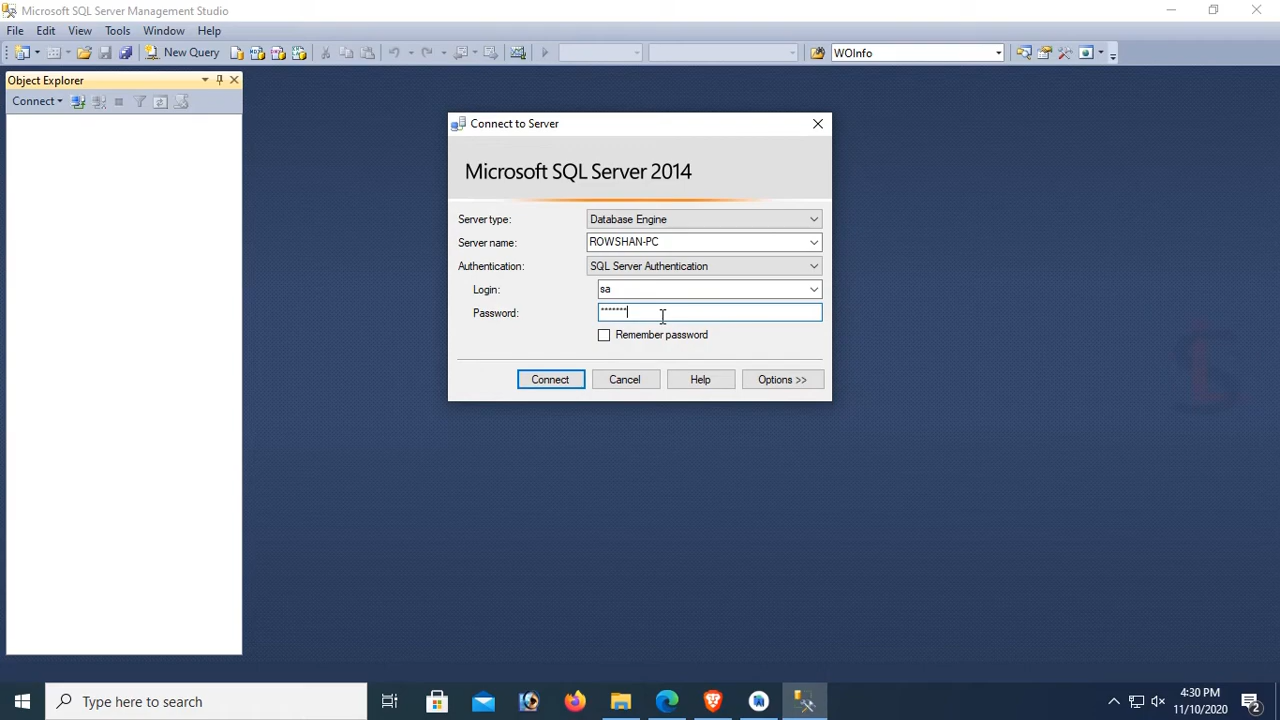 Microsoft SQL Server Management Studio
File Edit View Tools Window Help
New Query WOInfo
Object Explorer
Connect
Connect to Server
Microsoft SQL Server 2014
Server type: Database Engine
Server name: ROWSHAN-PC
Authentication: SQL Server Authentication
Login: sa
Password: *******
Remember password
Connect Cancel Help Options >>
Type here to search
4:30 PM
11/10/2020
2